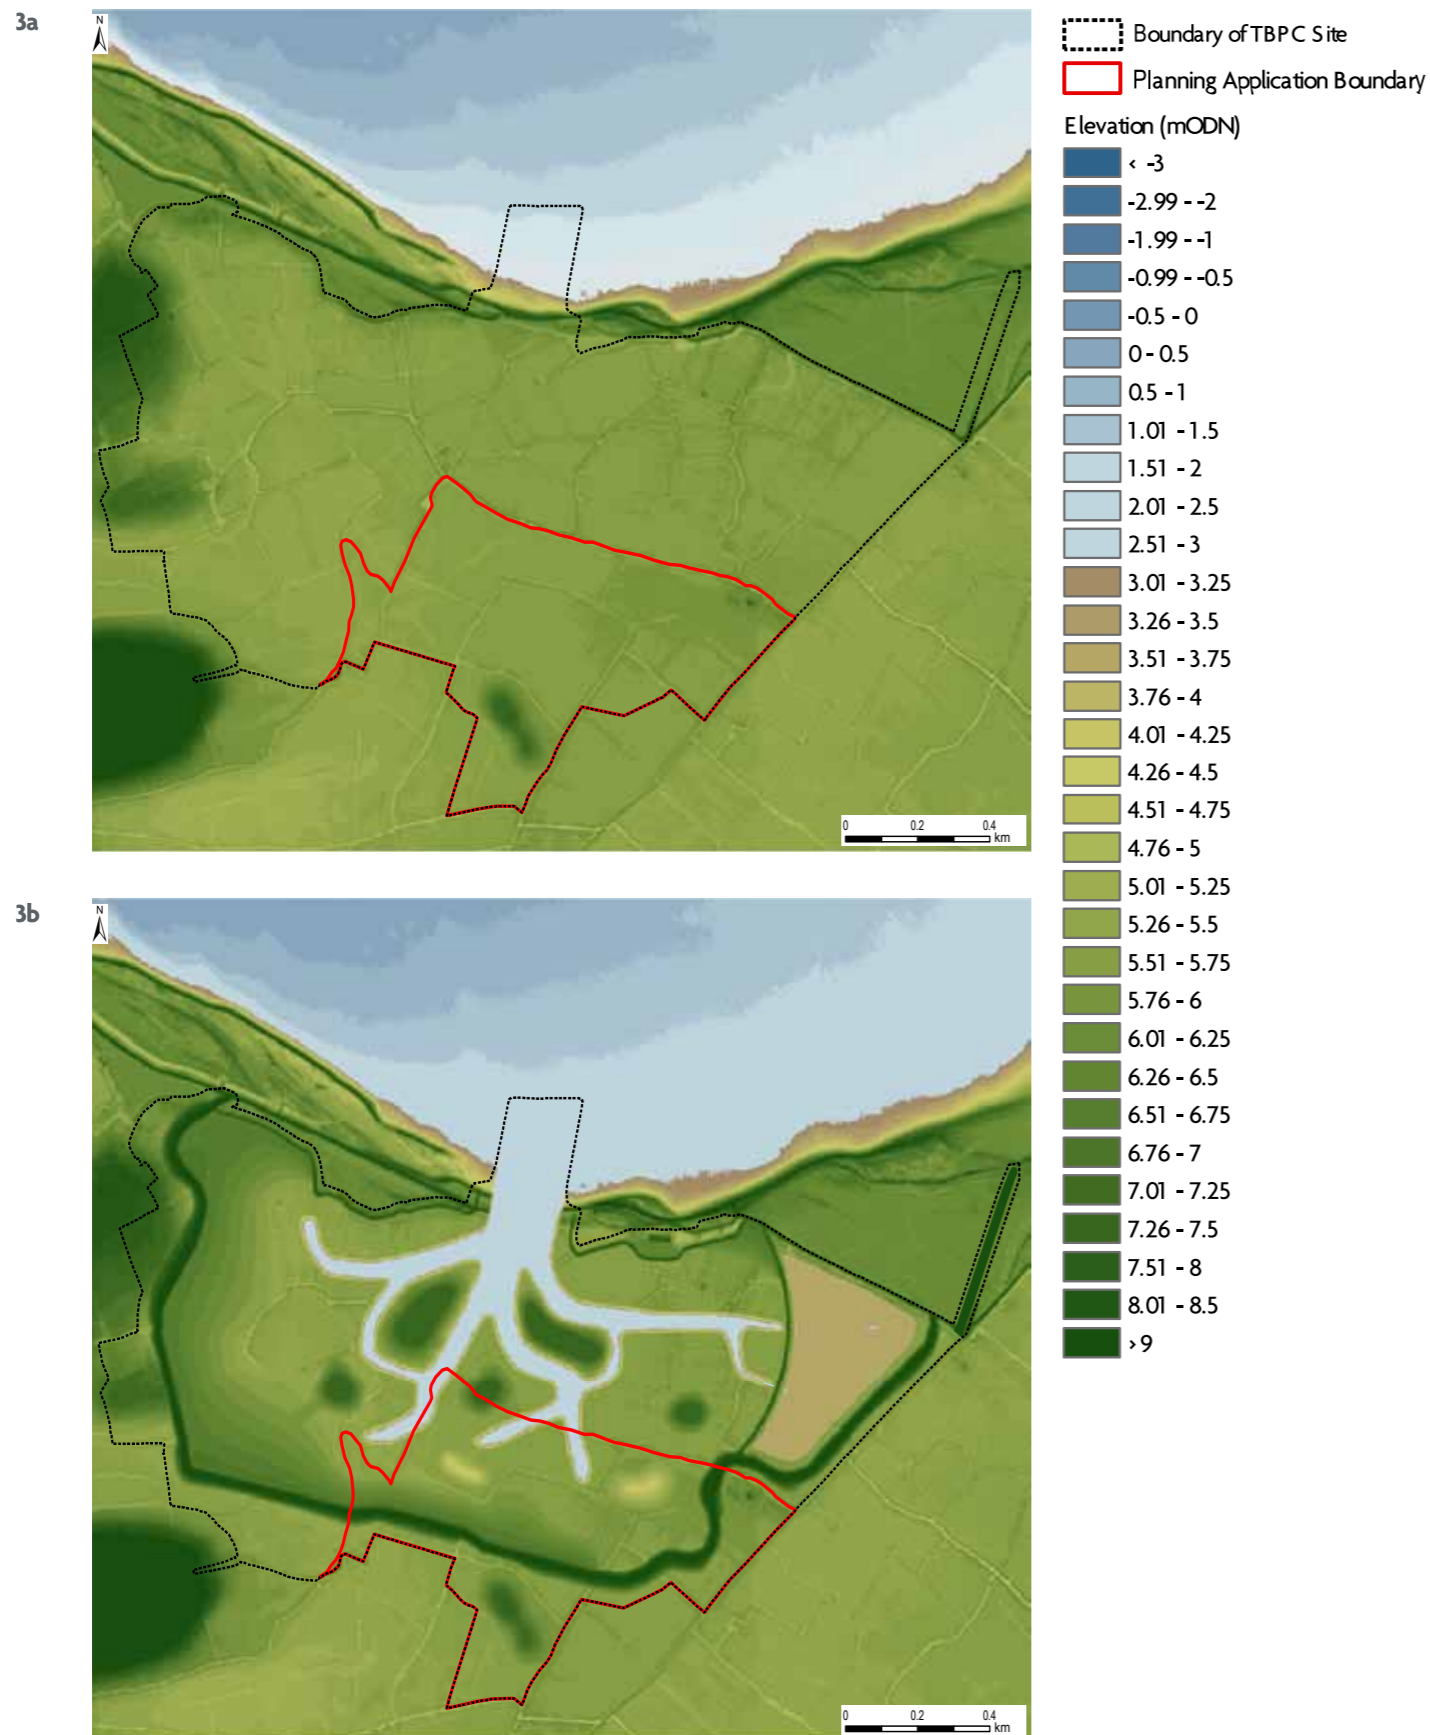 3a
N
0 0.2 0.4
km
Boundary of TBPC Site
Planning Application Boundary
Elevation (mODN)
< -3
-2.99 - -2
-1.99 - -1
-0.99 - -0.5
-0.5 - 0
0 - 0.5
0.5 - 1
1.01 - 1.5
1.51 - 2
2.01 - 2.5
2.51 - 3
3.01 - 3.25
3.26 - 3.5
3.51 - 3.75
3.76 - 4
4.01 - 4.25
4.26 - 4.5
4.51 - 4.75
4.76 - 5
5.01 - 5.25
5.26 - 5.5
5.51 - 5.75
5.76 - 6
6.01 - 6.25
6.26 - 6.5
6.51 - 6.75
6.76 - 7
7.01 - 7.25
7.26 - 7.5
7.51 - 8
8.01 - 8.5
> 9
3b
N
0 0.2 0.4
km